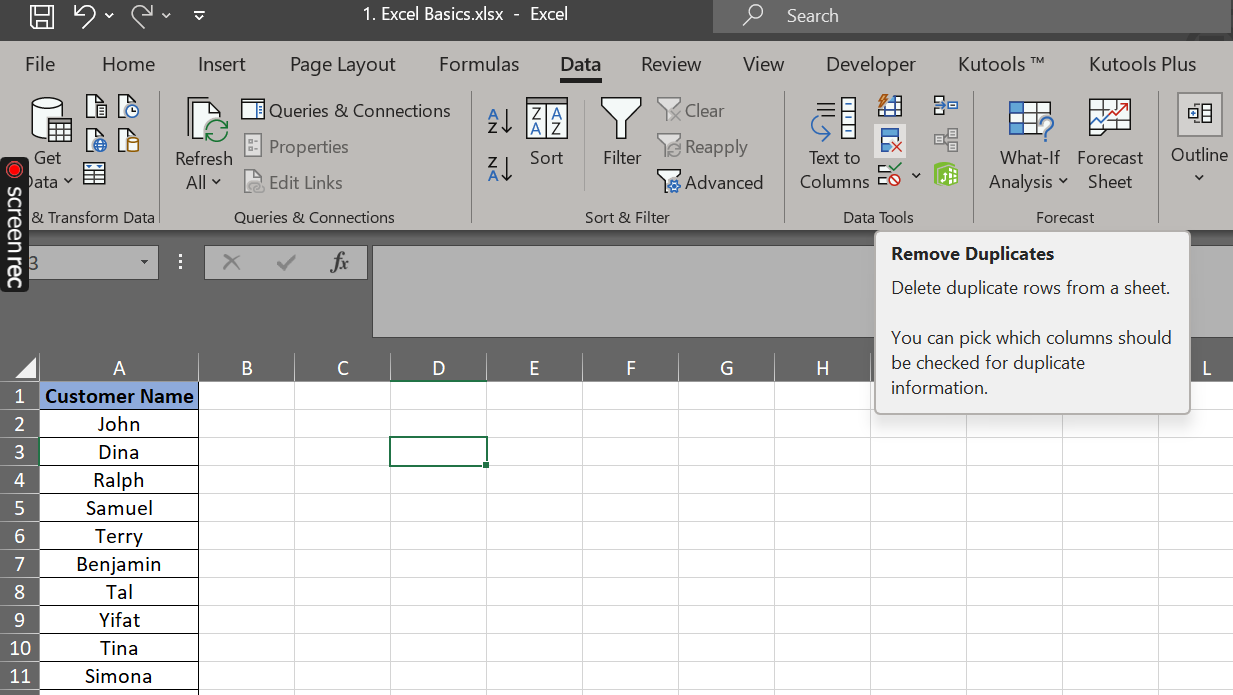 1. Excel Basics.xlsx - Excel
Search
File Home Insert Page Layout Formulas Data Review View Developer Kutools ™ Kutools Plus
Get
Data
Refresh
All
Queries & Connections
Properties
Edit Links
A
Z
Z
A
Z A
A Z
Sort
Filter
Clear
Reapply
Advanced
Text to
Columns
What-If
Analysis
Forecast
Sheet
Outline
& Transform Data
Queries & Connections
Sort & Filter
Data Tools
Forecast
screen rec
3
fx
Remove Duplicates
Delete duplicate rows from a sheet.
You can pick which columns should
be checked for duplicate
information.
A B C D E F G H L
1 Customer Name
2 John
3 Dina
4 Ralph
5 Samuel
6 Terry
7 Benjamin
8 Tal
9 Yifat
10 Tina
11 Simona